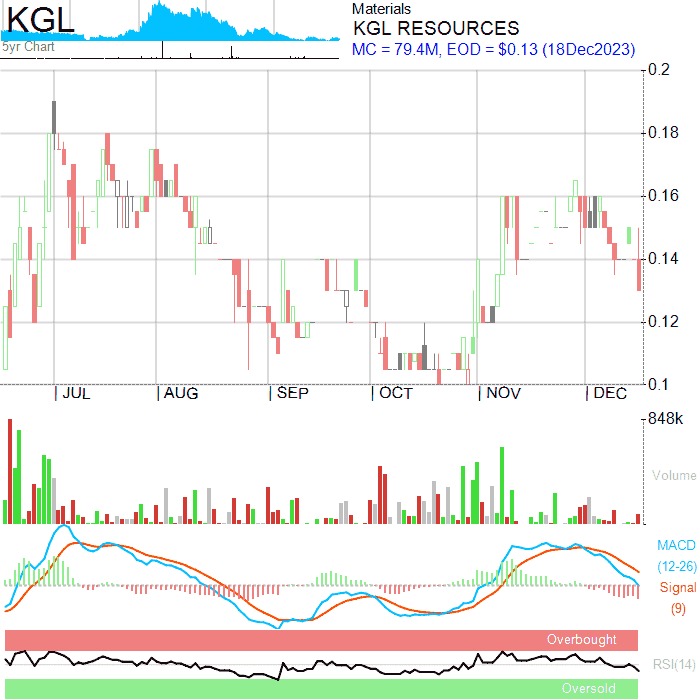 KGL
5yr Chart
Materials
KGL RESOURCES
MC = 79.4M, EOD = $0.13 (18Dec2023)
0.2
0.18
0.16
0.14
0.12
0.1
JUL AUG SEP OCT NOV DEC
848k
Volume
MACD
(12-26)
Signal
(9)
Overbought
RSI(14)
Oversold